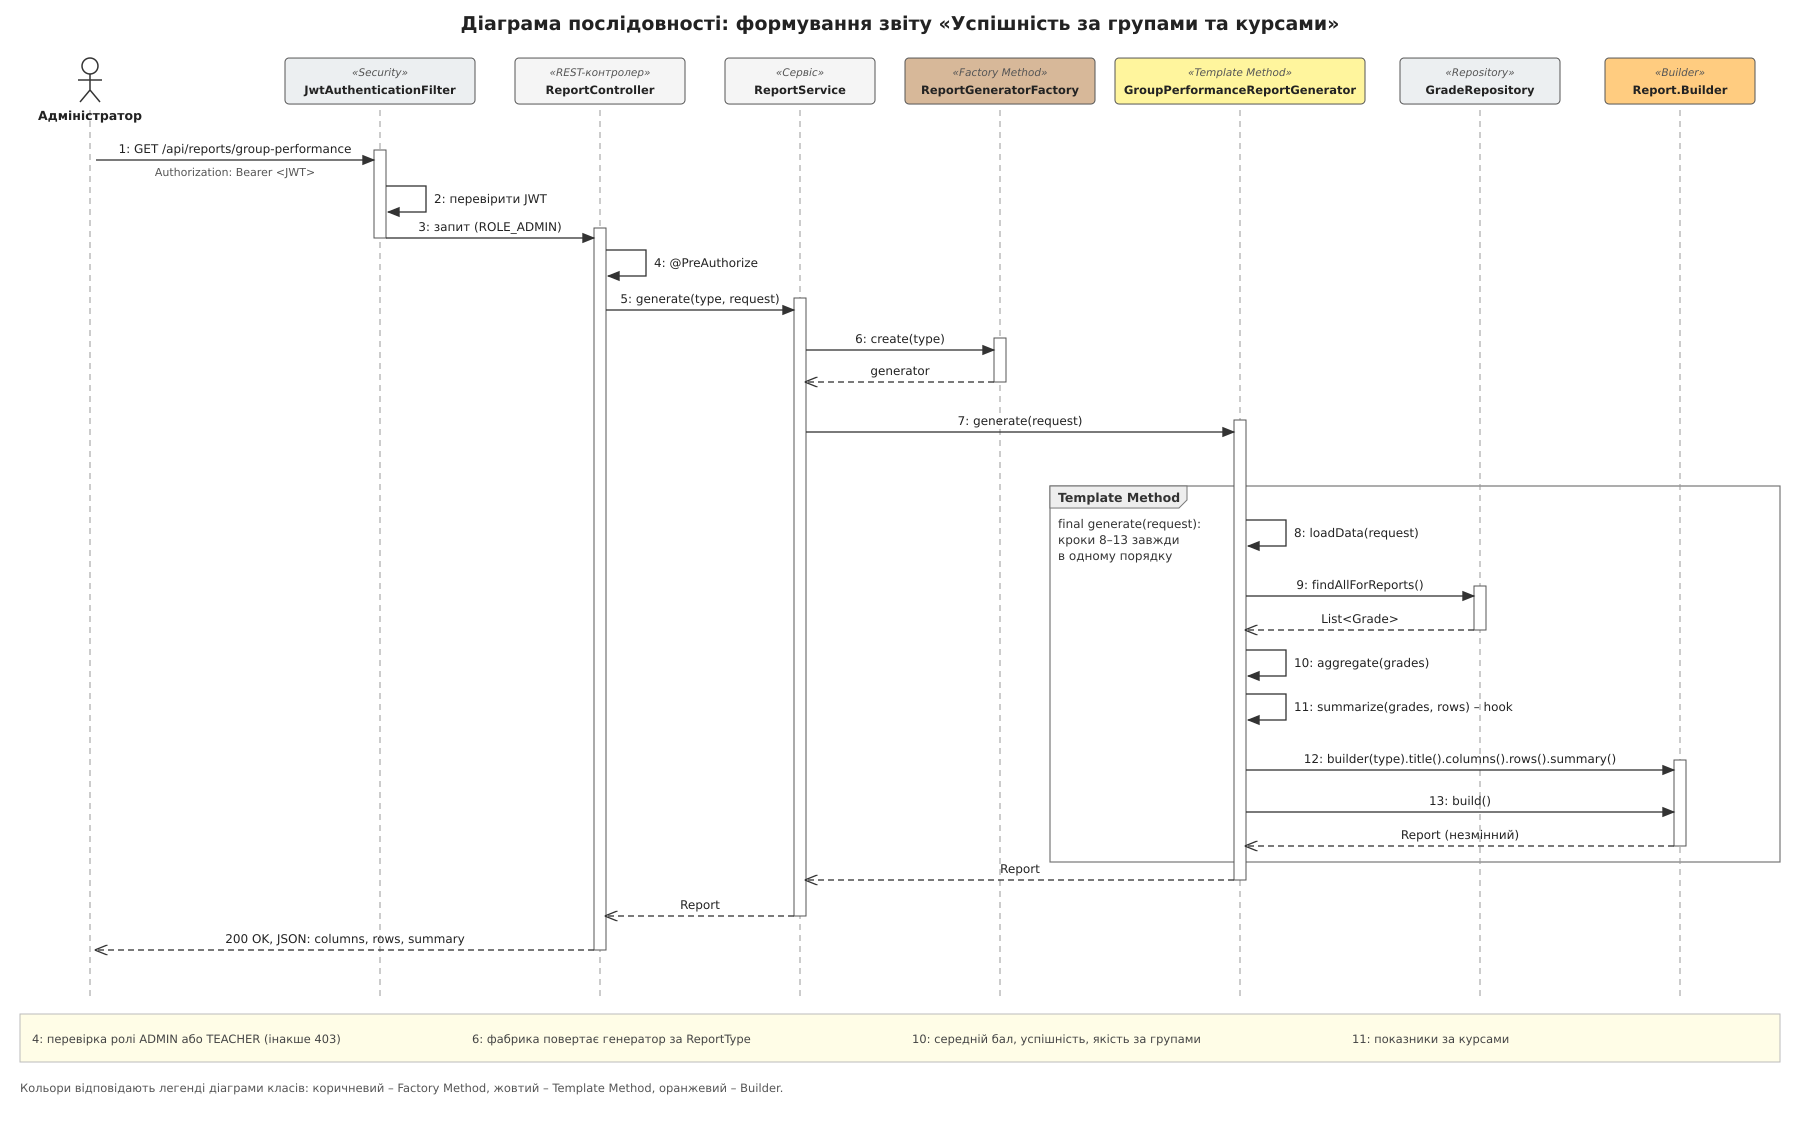 Діаграма послідовності: формування звіту «Успішність за групами та курсами»
Адміністратор
«Security»
JwtAuthenticationFilter
«REST-контролер»
ReportController
«Сервіс»
ReportService
«Factory Method»
ReportGeneratorFactory
«Template Method»
GroupPerformanceReportGenerator
«Repository»
GradeRepository
«Builder»
Report.Builder
1: GET /api/reports/group-performance
Authorization: Bearer <JWT>
2: перевірити JWT
3: запит (ROLE_ADMIN)
4: @PreAuthorize
5: generate(type, request)
6: create(type)
generator
7: generate(request)
Template Method
final generate(request):
кроки 8–13 завжди
в одному порядку
8: loadData(request)
9: findAllForReports()
List<Grade>
10: aggregate(grades)
11: summarize(grades, rows) – hook
12: builder(type).title().columns().rows().summary()
13: build()
Report (незмінний)
Report
Report
200 OK, JSON: columns, rows, summary
4: перевірка ролі ADMIN або TEACHER (інакше 403)
6: фабрика повертає генератор за ReportType
10: середній бал, успішність, якість за групами
11: показники за курсами
Кольори відповідають легенді діаграми класів: коричневий – Factory Method, жовтий – Template Method, оранжевий – Builder.